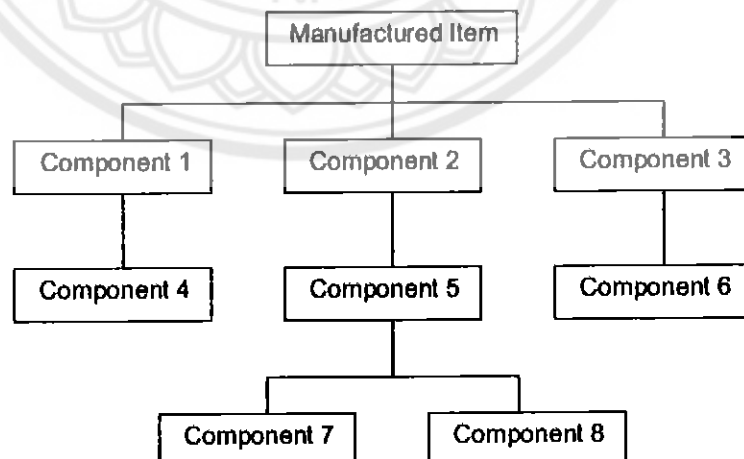 Manufactured Item
Component 1
Component 2
Component 3
Component 4
Component 5
Component 6
Component 7
Component 8